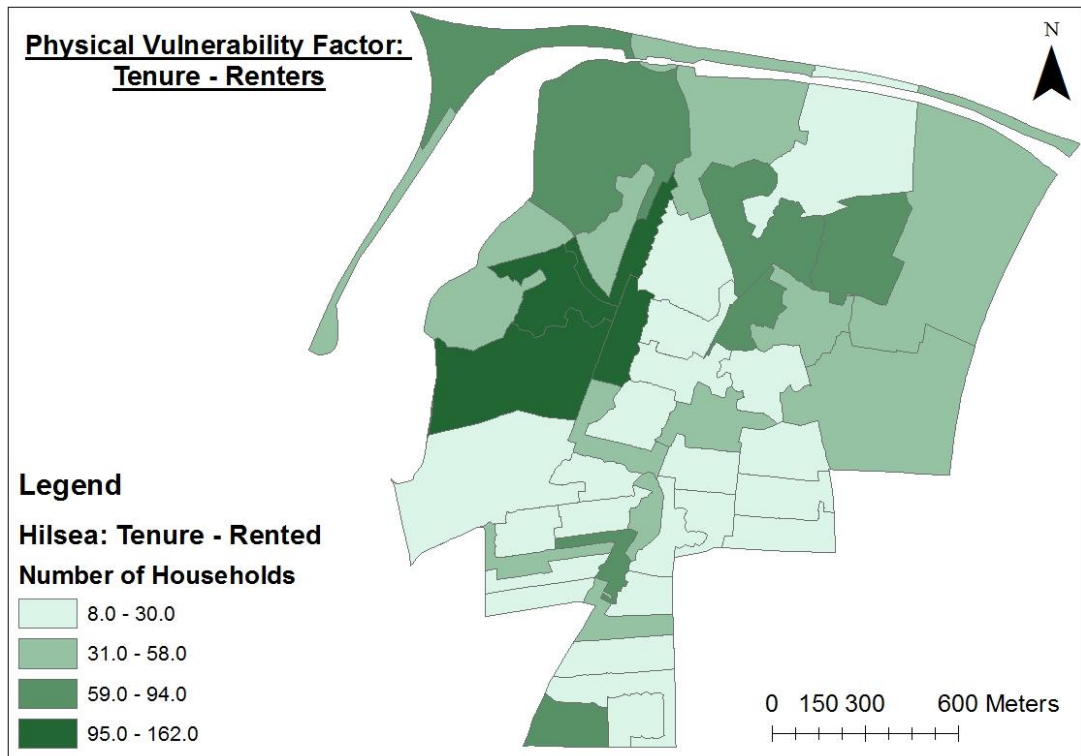 Physical Vulnerability Factor:
Tenure - Renters
N
Legend
Hilsea: Tenure - Rented
Number of Households
8.0 - 30.0
31.0 - 58.0
59.0 - 94.0
95.0 - 162.0
0 150 300 600 Meters